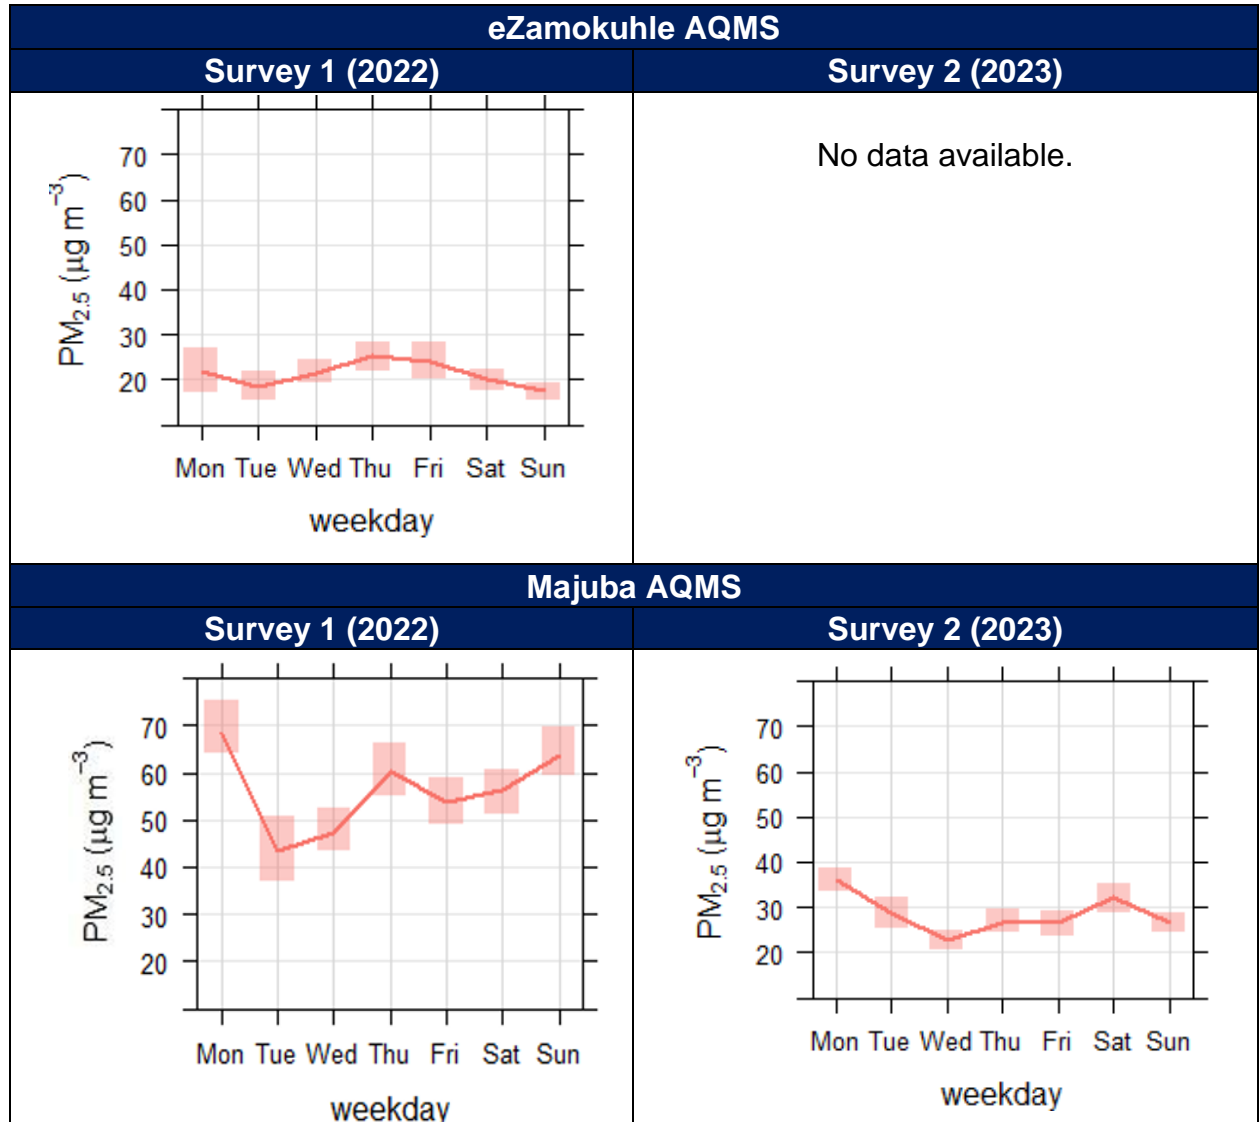 eZamokuhle AQMS
Survey 1 (2022)
Survey 2 (2023)
70
60
50
40
30
20
PM2.5 (μg m−3)
Mon Tue Wed Thu Fri Sat Sun
weekday
No data available.
Majuba AQMS
Survey 1 (2022)
Survey 2 (2023)
70
60
50
40
30
20
PM2.5 (μg m−3)
Mon Tue Wed Thu Fri Sat Sun
weekday
70
60
50
40
30
20
PM2.5 (μg m−3)
Mon Tue Wed Thu Fri Sat Sun
weekday